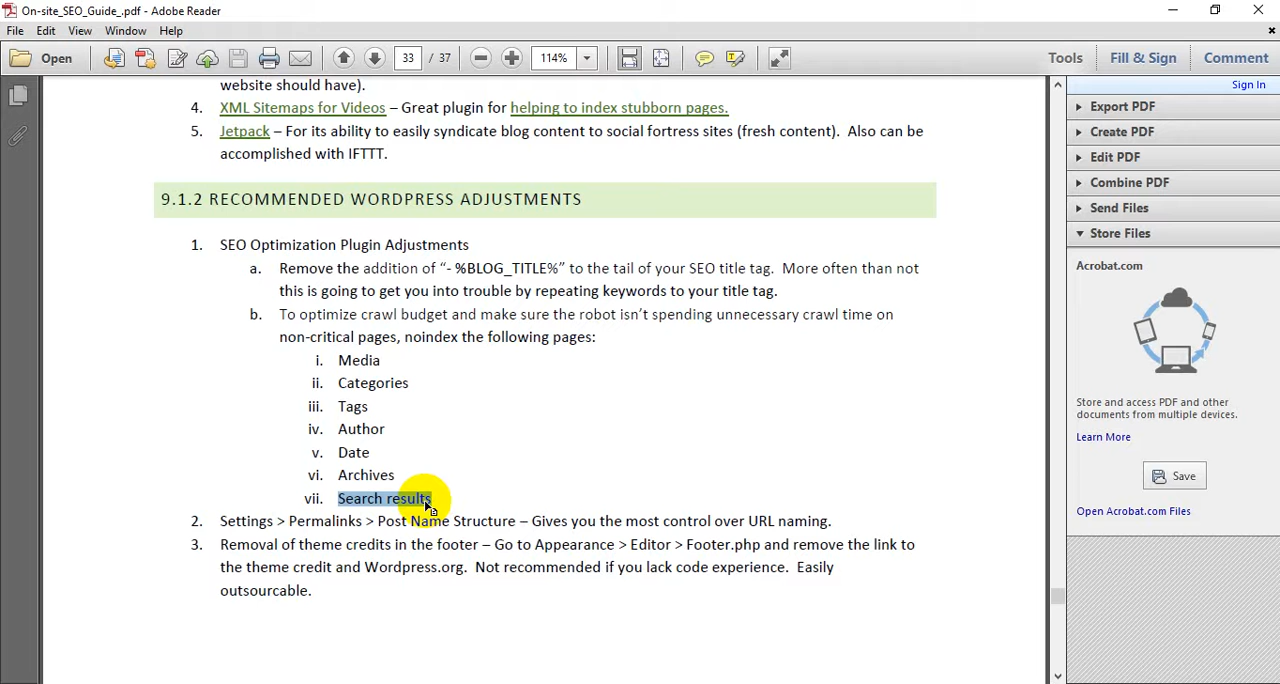 On-site_SEO_Guide_.pdf - Adobe Reader
File Edit View Window Help
Open 33 / 37 114% Tools Fill & Sign Comment
Sign In
website should have).
4. XML Sitemaps for Videos – Great plugin for helping to index stubborn pages.
5. Jetpack – For its ability to easily syndicate blog content to social fortress sites (fresh content). Also can be
accomplished with IFTTT.
9.1.2 RECOMMENDED WORDPRESS ADJUSTMENTS
1. SEO Optimization Plugin Adjustments
a. Remove the addition of “- %BLOG_TITLE%” to the tail of your SEO title tag. More often than not
this is going to get you into trouble by repeating keywords to your title tag.
b. To optimize crawl budget and make sure the robot isn’t spending unnecessary crawl time on
non-critical pages, noindex the following pages:
i. Media
ii. Categories
iii. Tags
iv. Author
v. Date
vi. Archives
vii. Search results
2. Settings > Permalinks > Post Name Structure – Gives you the most control over URL naming.
3. Removal of theme credits in the footer – Go to Appearance > Editor > Footer.php and remove the link to
the theme credit and Wordpress.org. Not recommended if you lack code experience. Easily
outsourcable.
Export PDF
Create PDF
Edit PDF
Combine PDF
Send Files
Store Files
Acrobat.com
Store and access PDF and other
documents from multiple devices.
Learn More
Save
Open Acrobat.com Files